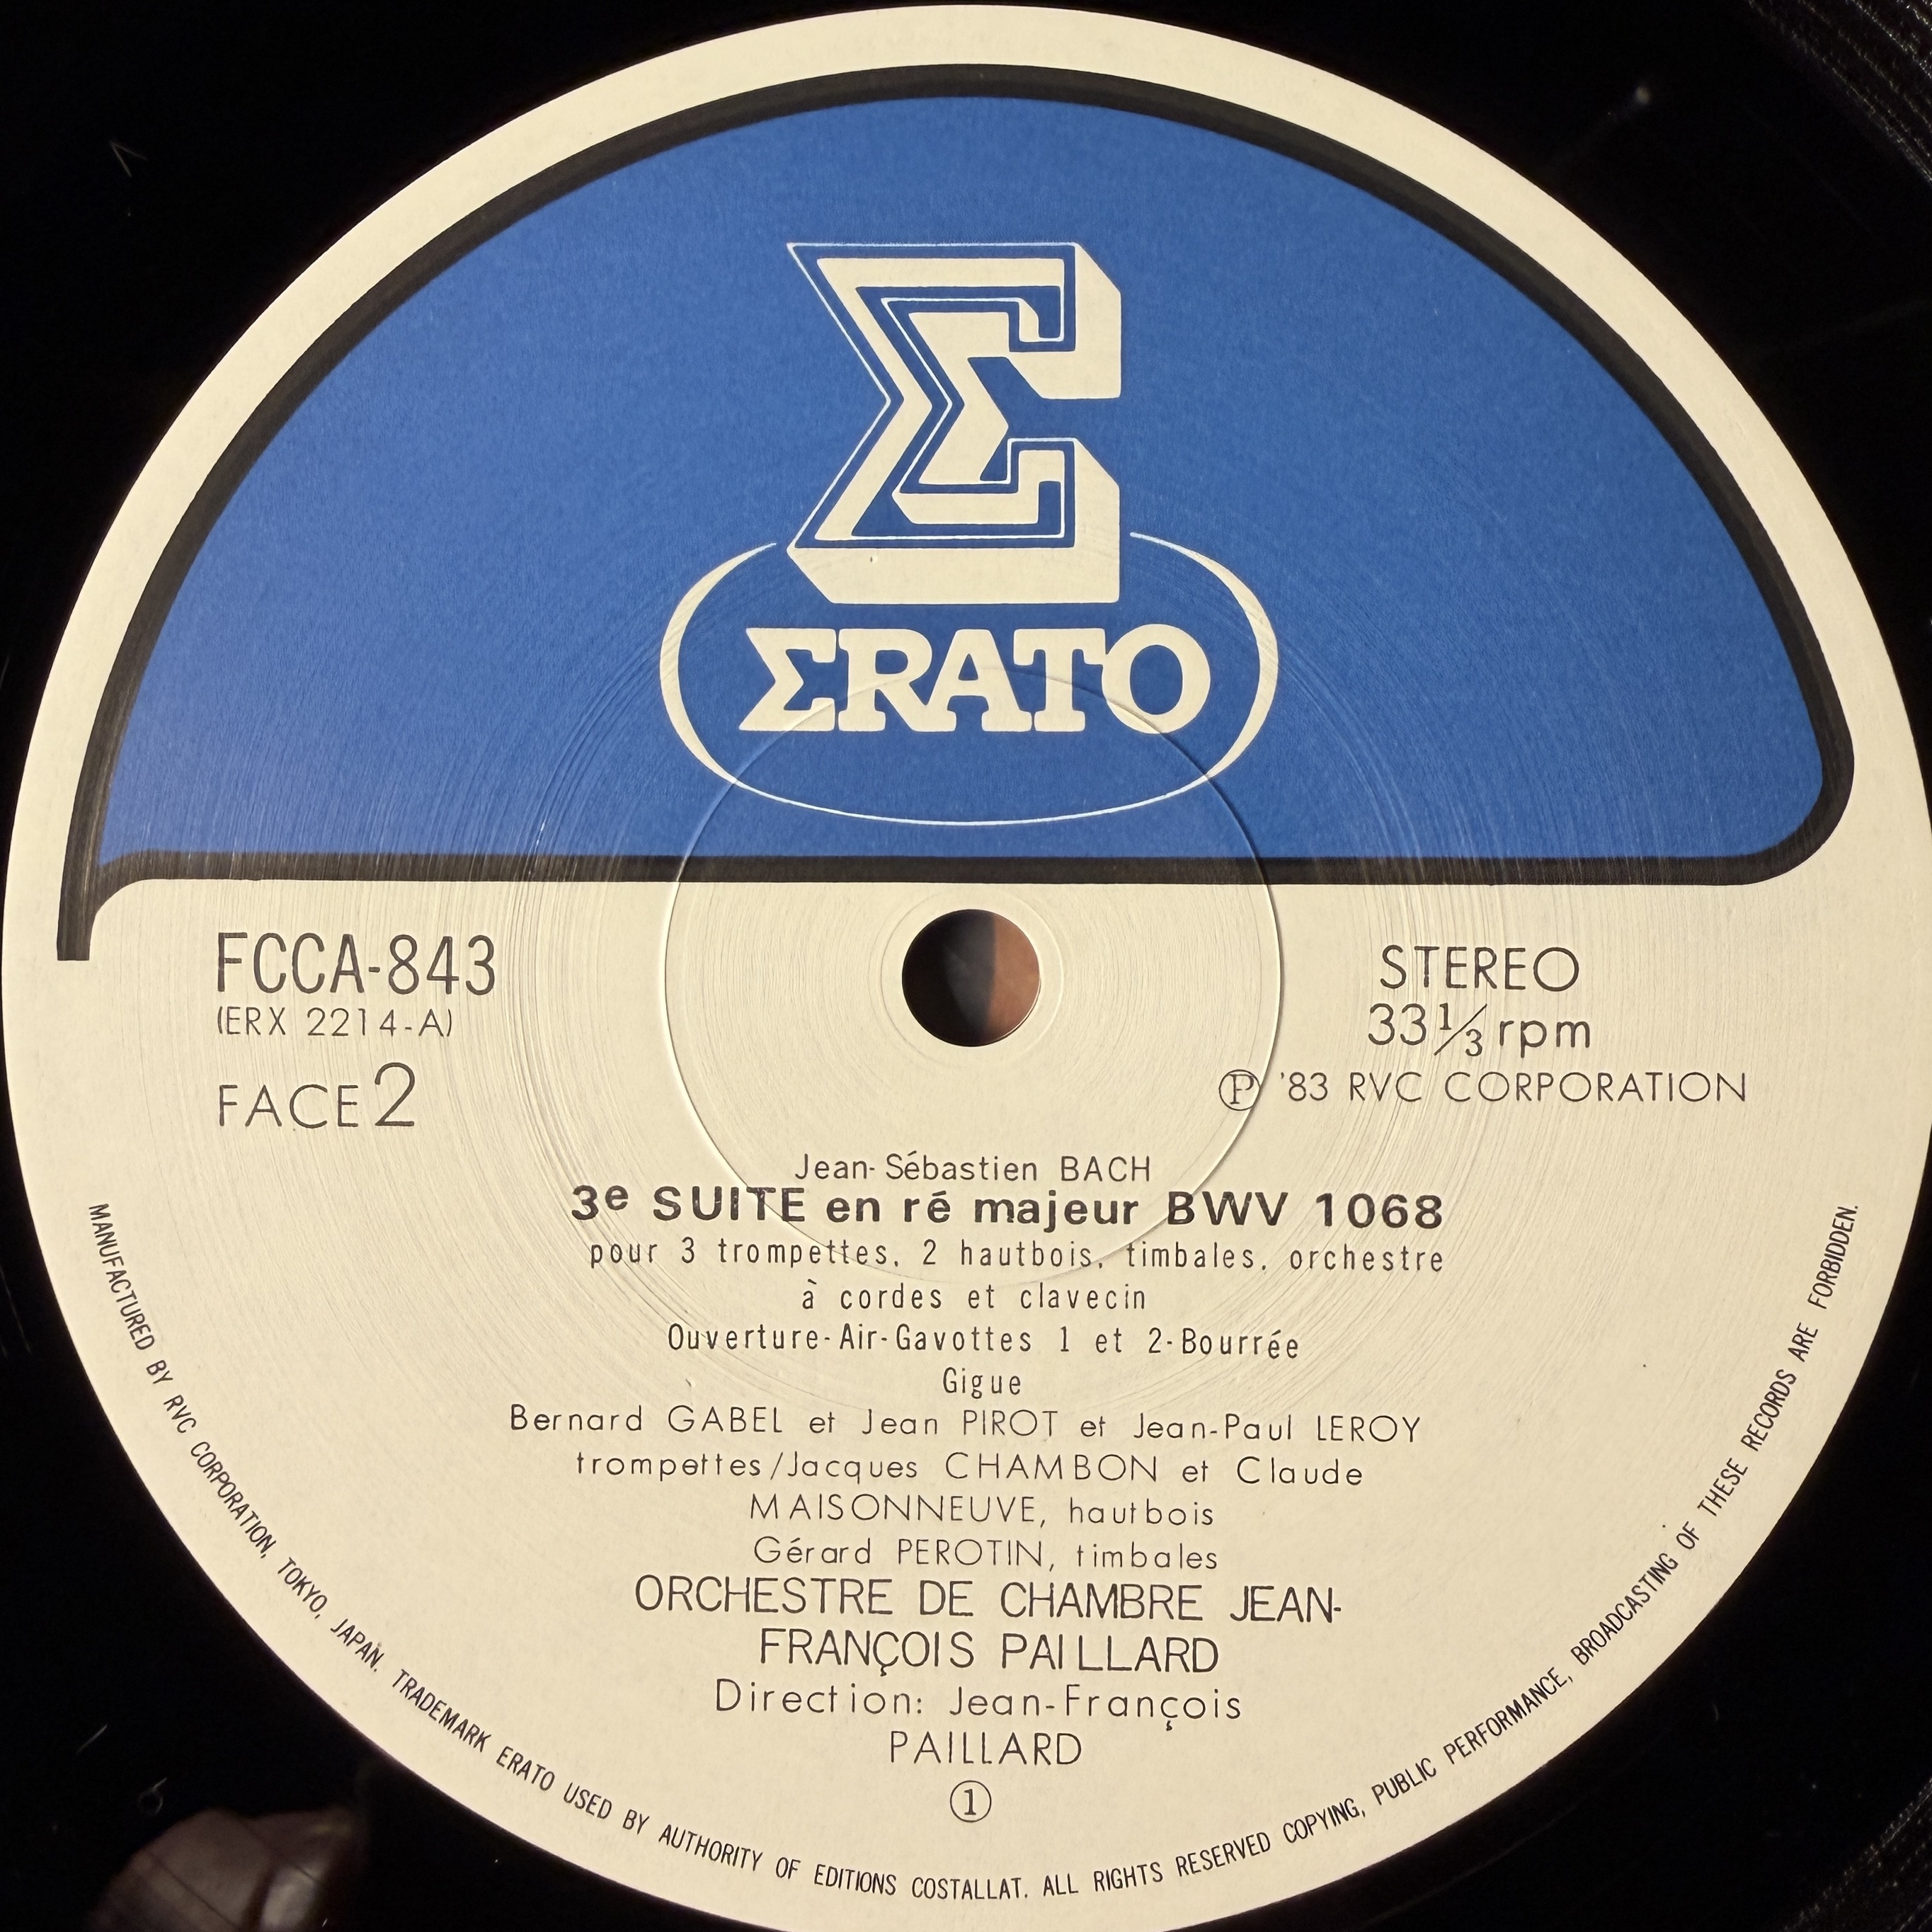 Σ
ΣRATO
FCCA-843
(ERX 2214-A)
FACE 2
STEREO
33 1/3 rpm
Ⓟ '83 RVC CORPORATION
Jean-Sébastien BACH
3e SUITE en ré majeur BWV 1068
pour 3 trompettes, 2 hautbois, timbales, orchestre
à cordes et clavecin
Ouverture-Air-Gavottes 1 et 2-Bourrée
Gigue
Bernard GABEL et Jean PIROT et Jean-Paul LEROY
trompettes/Jacques CHAMBON et Claude
MAISONNEUVE, hautbois
Gérard PEROTIN, timbales
ORCHESTRE DE CHAMBRE JEAN-
FRANÇOIS PAILLARD
Direction: Jean-François
PAILLARD
①
MANUFACTURED BY RVC CORPORATION, TOKYO, JAPAN. TRADEMARK ERATO USED BY AUTHORITY OF EDITIONS COSTALLAT. ALL RIGHTS RESERVED COPYING, PUBLIC PERFORMANCE, BROADCASTING OF THESE RECORDS ARE FORBIDDEN.